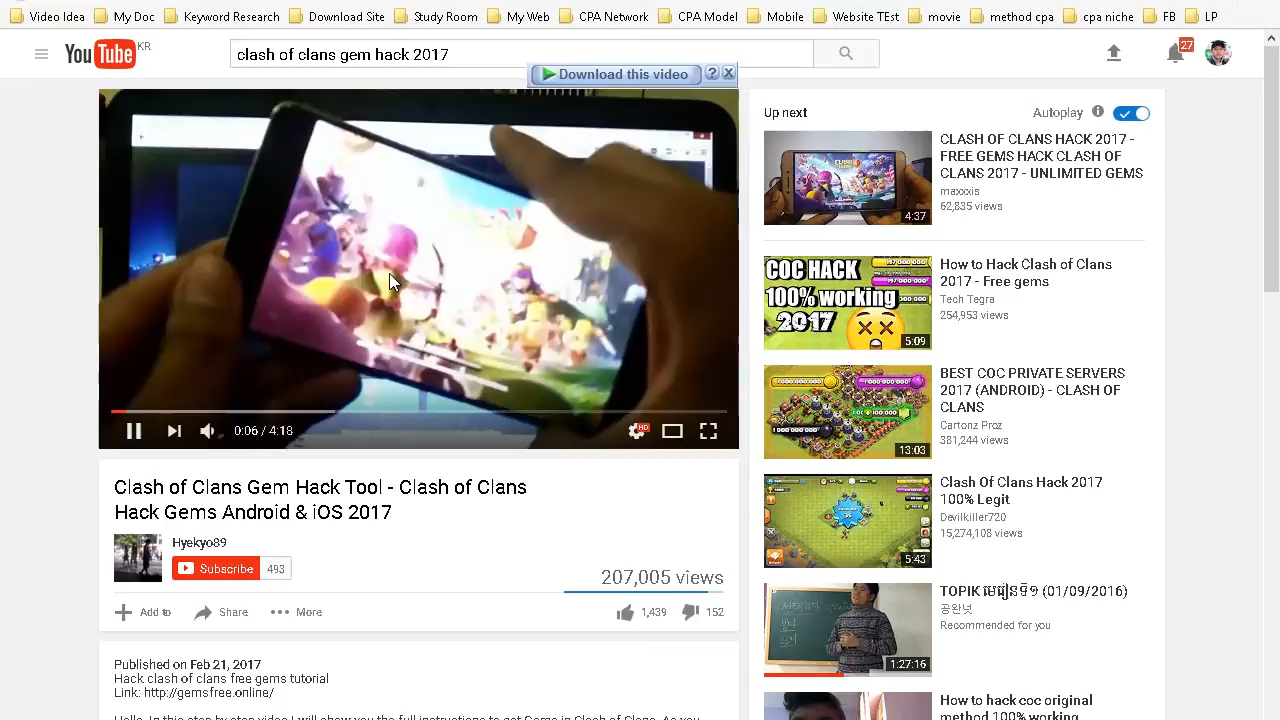 Video Idea My Doc Keyword Research Download Site Study Room My Web CPA Network CPA Model Mobile Website TEst movie method cpa cpa niche FB LP
YouTube KR
clash of clans gem hack 2017
27
Download this video ? X
Up next
Autoplay
CLASH OF CLANS HACK 2017 -
FREE GEMS HACK CLASH OF
CLANS 2017 - UNLIMITED GEMS
maxxxis
62,835 views
4:37
COC HACK
100% working
2017
5:09
How to Hack Clash of Clans
2017 - Free gems
Tech Tegra
254,953 views
BEST COC PRIVATE SERVERS
2017 (ANDROID) - CLASH OF
CLANS
Cartonz Proz
381,244 views
13:03
0:06 / 4:18
HD
Clash Of Clans Hack 2017
100% Legit
Devilkiller720
15,274,108 views
5:43
Clash of Clans Gem Hack Tool - Clash of Clans
Hack Gems Android & iOS 2017
Hyekyo89
Subscribe 493
207,005 views
Add to Share More 1,439 152
(01/09/2016)
TOPIK
공완넛
Recommended for you
1:27:16
Published on Feb 21, 2017
Link: http://gemsfree.online/
How to hack coc original
method 100% working